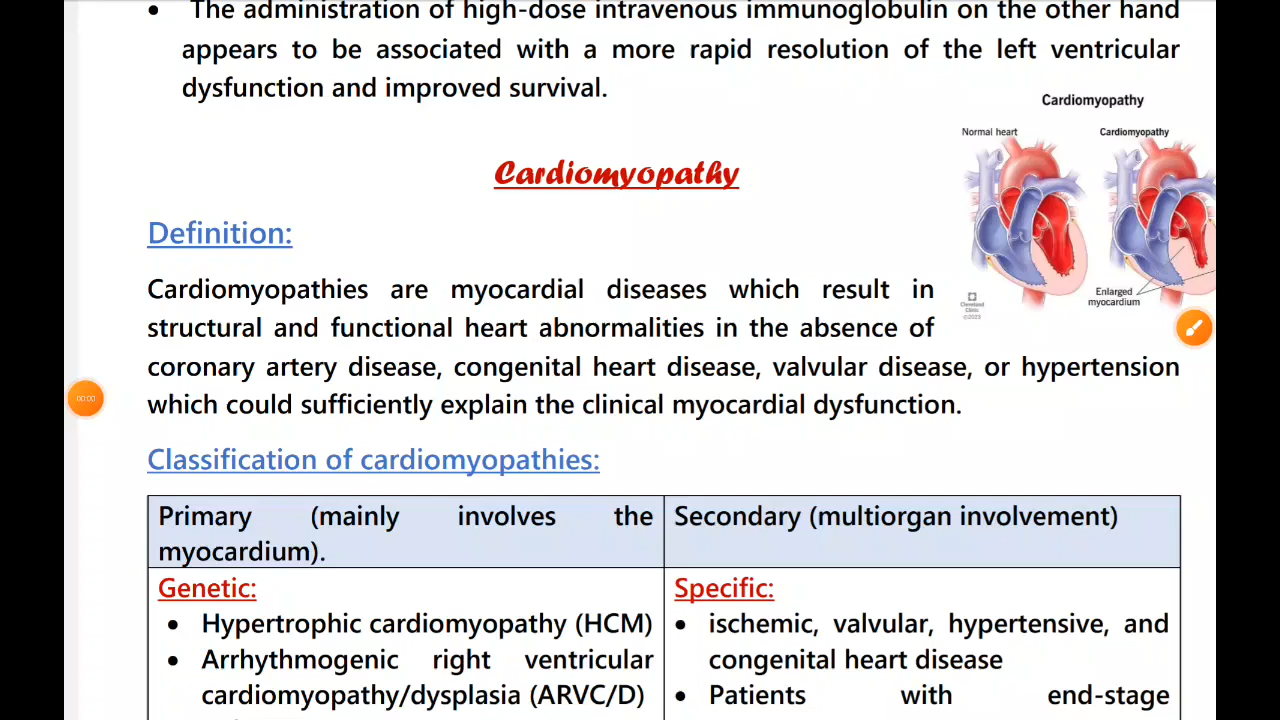 • The administration of high-dose intravenous immunoglobulin on the other hand
appears to be associated with a more rapid resolution of the left ventricular
dysfunction and improved survival.
Cardiomyopathy
Normal heart
Cardiomyopathy
Enlarged
myocardium
Cleveland
Clinic
©2023
Cardiomyopathy
Definition:
Cardiomyopathies are myocardial diseases which result in
structural and functional heart abnormalities in the absence of
coronary artery disease, congenital heart disease, valvular disease, or hypertension
which could sufficiently explain the clinical myocardial dysfunction.
00:00
Classification of cardiomyopathies:
Primary (mainly involves the
myocardium).
Secondary (multiorgan involvement)
Genetic:
• Hypertrophic cardiomyopathy (HCM)
• Arrhythmogenic right ventricular
cardiomyopathy/dysplasia (ARVC/D)
Specific:
• ischemic, valvular, hypertensive, and
congenital heart disease
• Patients with end-stage